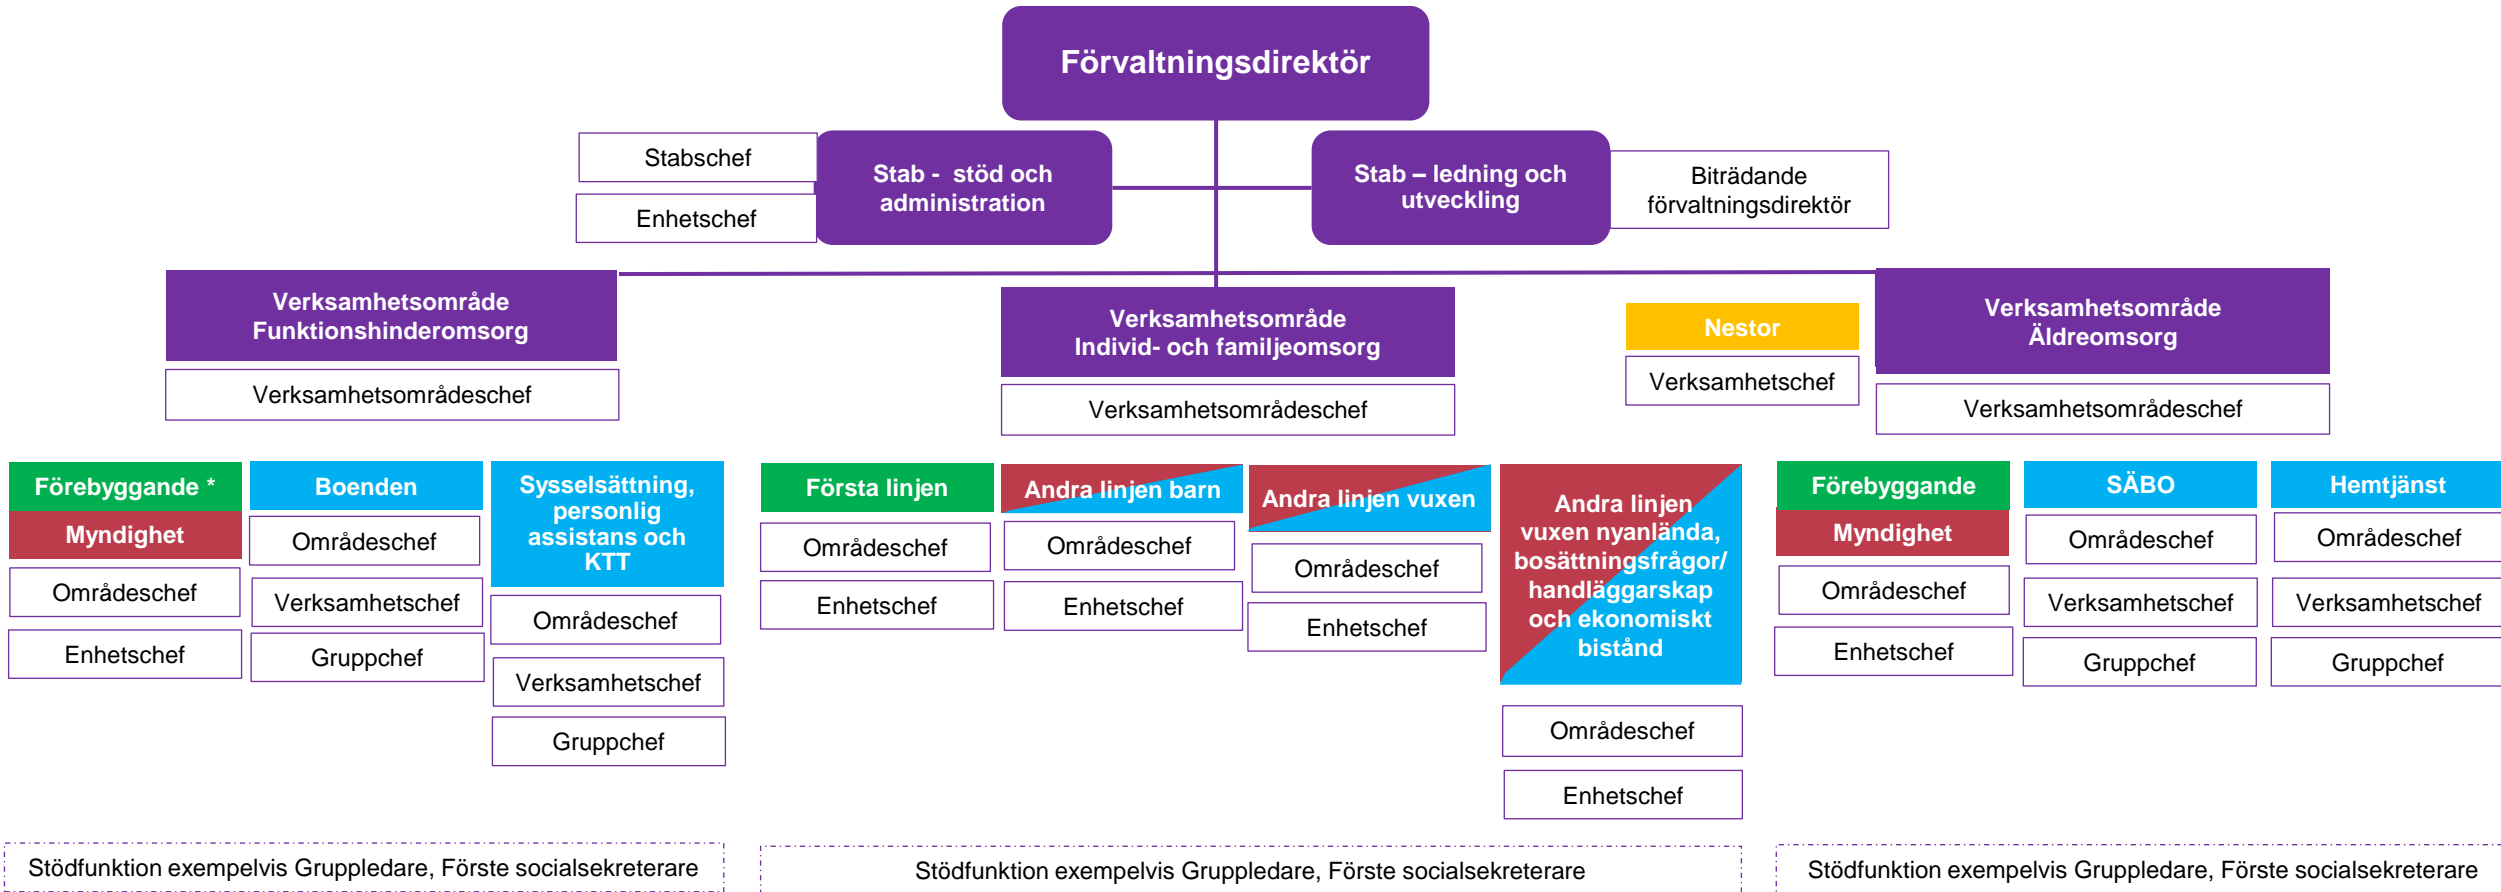 Förvaltningsdirektör
Stabschef
Enhetschef
Stab - stöd och
administration
Stab – ledning och
utveckling
Biträdande
förvaltningsdirektör
Verksamhetsområde
Funktionshinderomsorg
Verksamhetsområdeschef
Verksamhetsområde
Individ- och familjeomsorg
Verksamhetsområdeschef
Nestor
Verksamhetschef
Verksamhetsområde
Äldreomsorg
Verksamhetsområdeschef
Förebyggande *
Myndighet
Områdeschef
Enhetschef
Boenden
Områdeschef
Verksamhetschef
Gruppchef
Sysselsättning,
personlig
assistans och
KTT
Områdeschef
Verksamhetschef
Gruppchef
Första linjen
Områdeschef
Enhetschef
Andra linjen barn
Områdeschef
Enhetschef
Andra linjen vuxen
Områdeschef
Enhetschef
Andra linjen
vuxen nyanlända,
bosättningsfrågor/
handläggarskap
och ekonomiskt
bistånd
Områdeschef
Enhetschef
Förebyggande
Myndighet
Områdeschef
Enhetschef
SÄBO
Områdeschef
Verksamhetschef
Gruppchef
Hemtjänst
Områdeschef
Verksamhetschef
Gruppchef
Stödfunktion exempelvis Gruppledare, Förste socialsekreterare
Stödfunktion exempelvis Gruppledare, Förste socialsekreterare
Stödfunktion exempelvis Gruppledare, Förste socialsekreterare